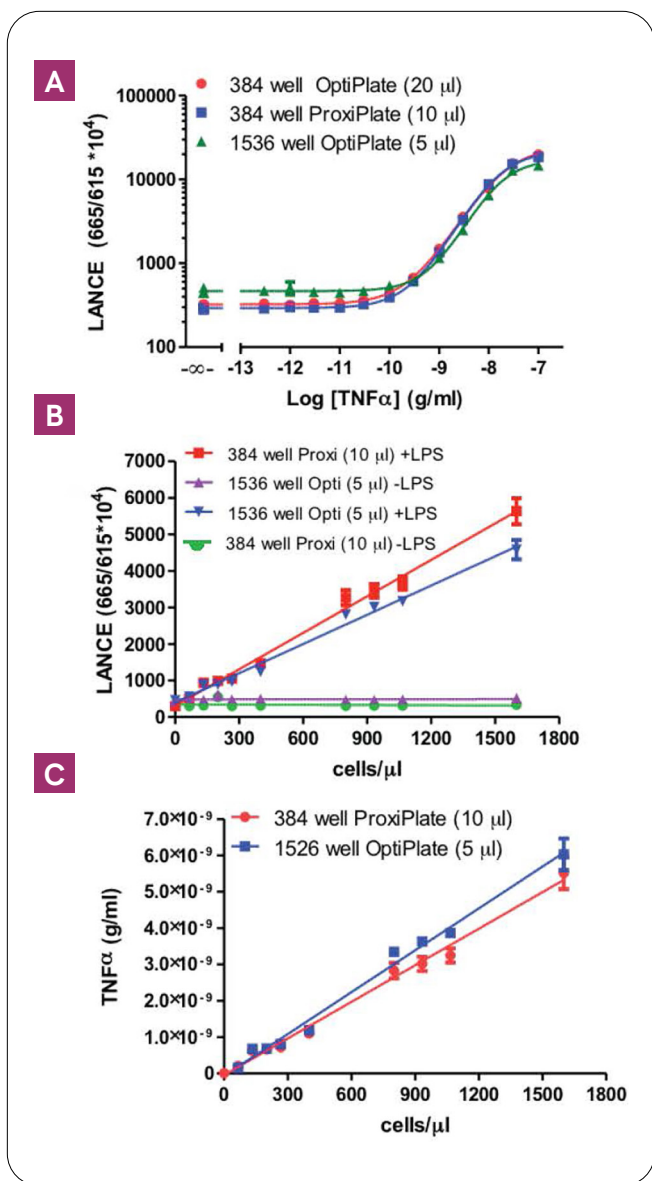 A
384 well OptiPlate (20 µl)
384 well ProxiPlate (10 µl)
1536 well OptiPlate (5 µl)
LANCE (665/615 *10⁴)
100000
10000
1000
100
-∞- -13 -12 -11 -10 -9 -8 -7
Log [TNFα] (g/ml)
B
384 well Proxi (10 µl) +LPS
1536 well Opti (5 µl) -LPS
1536 well Opti (5 µl) +LPS
384 well Proxi (10 µl) -LPS
LANCE (665/615*10⁴)
7000
6000
5000
4000
3000
2000
1000
0
0 300 600 900 1200 1500 1800
cells/µl
C
384 well ProxiPlate (10 µl)
1526 well OptiPlate (5 µl)
TNFα (g/ml)
7.0×10⁻⁹
6.0×10⁻⁹
5.0×10⁻⁹
4.0×10⁻⁹
3.0×10⁻⁹
2.0×10⁻⁹
1.0×10⁻⁹
0
0 300 600 900 1200 1500 1800
cells/µl